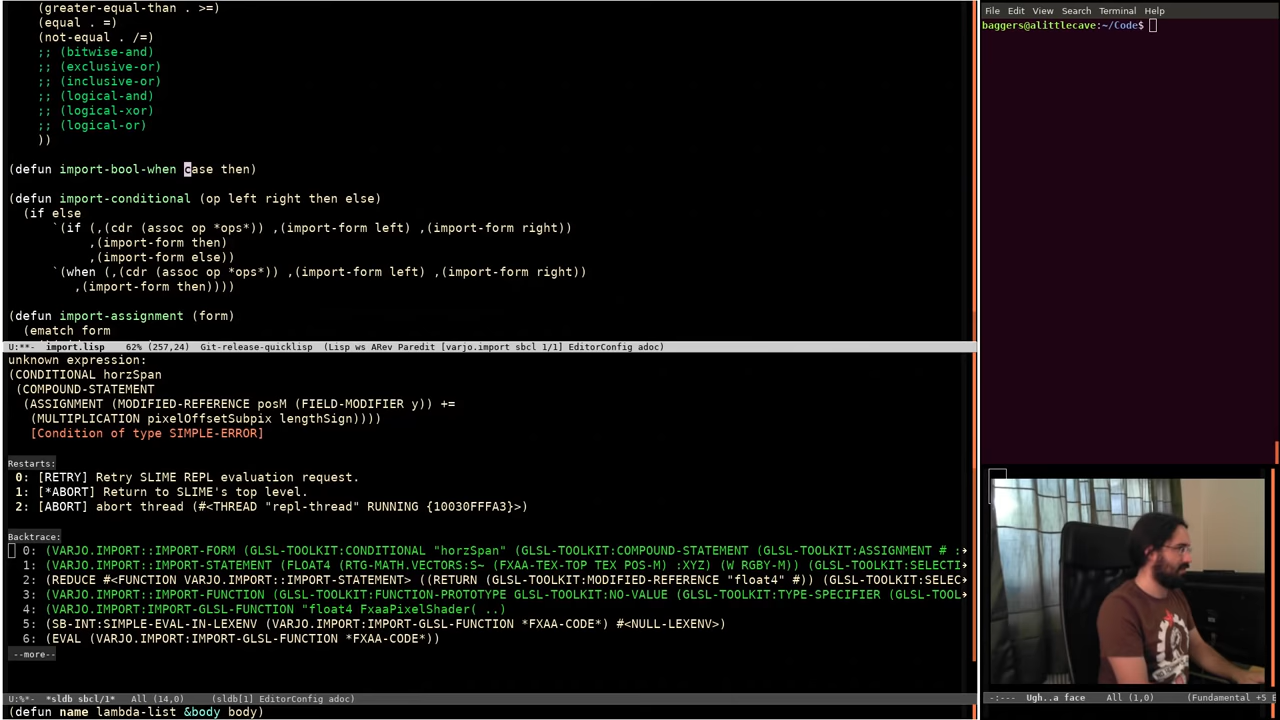 (greater-equal-than . >=)
(equal . =)
(not-equal . /=)
;; (bitwise-and)
;; (exclusive-or)
;; (inclusive-or)
;; (logical-and)
;; (logical-xor)
;; (logical-or)
))
(defun import-bool-when case then)
(defun import-conditional (op left right then else)
(if else
`(if (,(cdr (assoc op *ops*)) ,(import-form left) ,(import-form right))
,(import-form then)
,(import-form else))
`(when (,(cdr (assoc op *ops*)) ,(import-form left) ,(import-form right))
,(import-form then))))
(defun import-assignment (form)
(ematch form
U:**-  import.lisp    62% (257,24)  Git-release-quicklisp  (Lisp ws ARev Paredit [varjo.import sbcl 1/1] EditorConfig adoc)
unknown expression:
(CONDITIONAL horzSpan
(COMPOUND-STATEMENT
(ASSIGNMENT (MODIFIED-REFERENCE posM (FIELD-MODIFIER y)) +=
(MULTIPLICATION pixelOffsetSubpix lengthSign))))
[Condition of type SIMPLE-ERROR]
Restarts:
0: [RETRY] Retry SLIME REPL evaluation request.
1: [*ABORT] Return to SLIME's top level.
2: [ABORT] abort thread (#<THREAD "repl-thread" RUNNING {10030FFFA3}>)
Backtrace:
0: (VARJO.IMPORT::IMPORT-FORM (GLSL-TOOLKIT:CONDITIONAL "horzSpan" (GLSL-TOOLKIT:COMPOUND-STATEMENT (GLSL-TOOLKIT:ASSIGNMENT # :
1: (VARJO.IMPORT::IMPORT-STATEMENT (FLOAT4 (RTG-MATH.VECTORS:S~ (FXAA-TEX-TOP TEX POS-M) :XYZ) (W RGBY-M)) (GLSL-TOOLKIT:SELECTI
2: (REDUCE #<FUNCTION VARJO.IMPORT::IMPORT-STATEMENT> ((RETURN (GLSL-TOOLKIT:MODIFIED-REFERENCE "float4" #)) (GLSL-TOOLKIT:SELEC
3: (VARJO.IMPORT::IMPORT-FUNCTION (GLSL-TOOLKIT:FUNCTION-PROTOTYPE GLSL-TOOLKIT:NO-VALUE (GLSL-TOOLKIT:TYPE-SPECIFIER (GLSL-TOOL
4: (VARJO.IMPORT:IMPORT-GLSL-FUNCTION "float4 FxaaPixelShader( ..)
5: (SB-INT:SIMPLE-EVAL-IN-LEXENV (VARJO.IMPORT:IMPORT-GLSL-FUNCTION *FXAA-CODE*) #<NULL-LEXENV>)
6: (EVAL (VARJO.IMPORT:IMPORT-GLSL-FUNCTION *FXAA-CODE*))
--more--
U:%*-  *sldb sbcl/1*   All (14,0)     (sldb[1] EditorConfig adoc)
(defun name lambda-list &body body)
File Edit View Search Terminal Help
baggers@alittlecave:~/Code$
-:---  Ugh..a face    All (1,0)      (Fundamental +5 E